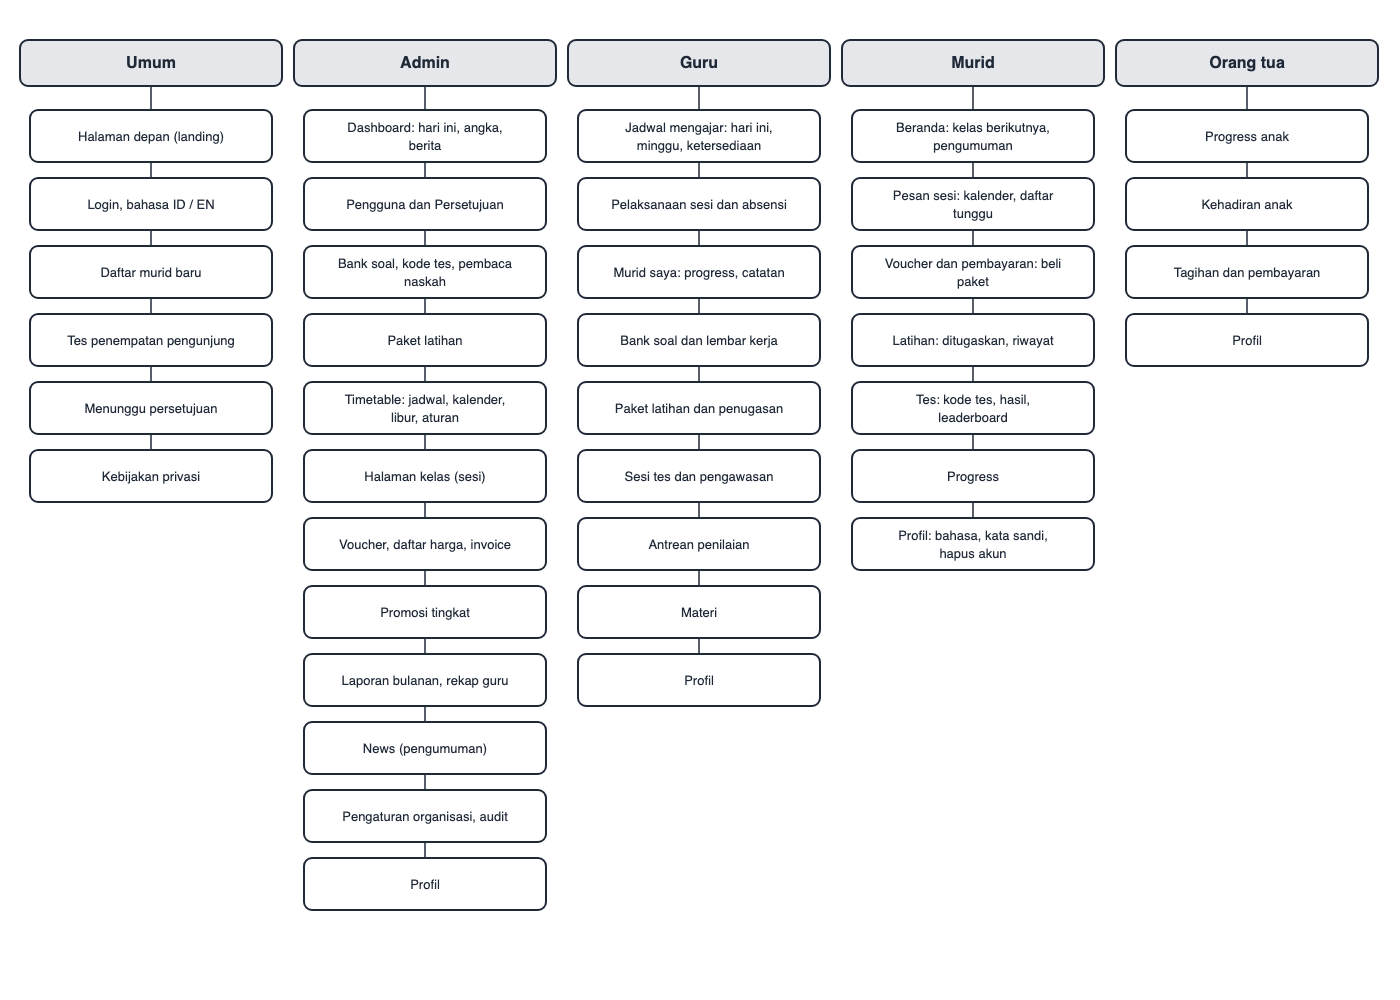 Umum
Halaman depan (landing)
Login, bahasa ID / EN
Daftar murid baru
Tes penempatan pengunjung
Menunggu persetujuan
Kebijakan privasi
Admin
Dashboard: hari ini, angka,
berita
Pengguna dan Persetujuan
Bank soal, kode tes, pembaca
naskah
Paket latihan
Timetable: jadwal, kalender,
libur, aturan
Halaman kelas (sesi)
Voucher, daftar harga, invoice
Promosi tingkat
Laporan bulanan, rekap guru
News (pengumuman)
Pengaturan organisasi, audit
Profil
Guru
Jadwal mengajar: hari ini,
minggu, ketersediaan
Pelaksanaan sesi dan absensi
Murid saya: progress, catatan
Bank soal dan lembar kerja
Paket latihan dan penugasan
Sesi tes dan pengawasan
Antrean penilaian
Materi
Profil
Murid
Beranda: kelas berikutnya,
pengumuman
Pesan sesi: kalender, daftar
tunggu
Voucher dan pembayaran: beli
paket
Latihan: ditugaskan, riwayat
Tes: kode tes, hasil,
leaderboard
Progress
Profil: bahasa, kata sandi,
hapus akun
Orang tua
Progress anak
Kehadiran anak
Tagihan dan pembayaran
Profil